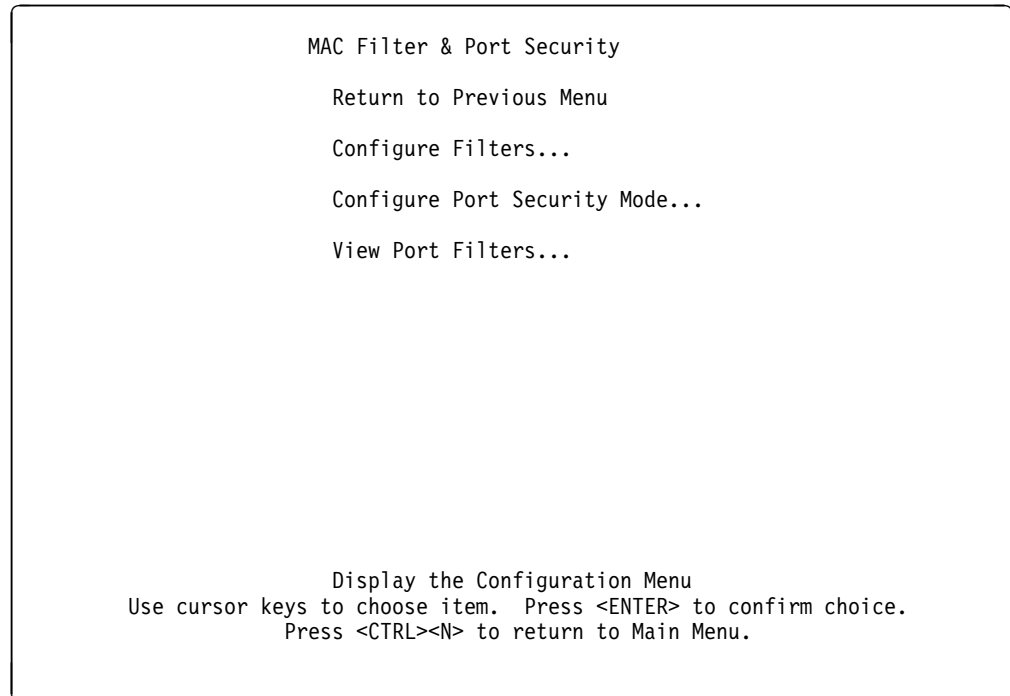 MAC Filter & Port Security
Return to Previous Menu
Configure Filters...
Configure Port Security Mode...
View Port Filters...
Display the Configuration Menu
Use cursor keys to choose item.  Press <ENTER> to confirm choice.
Press <CTRL><N> to return to Main Menu.